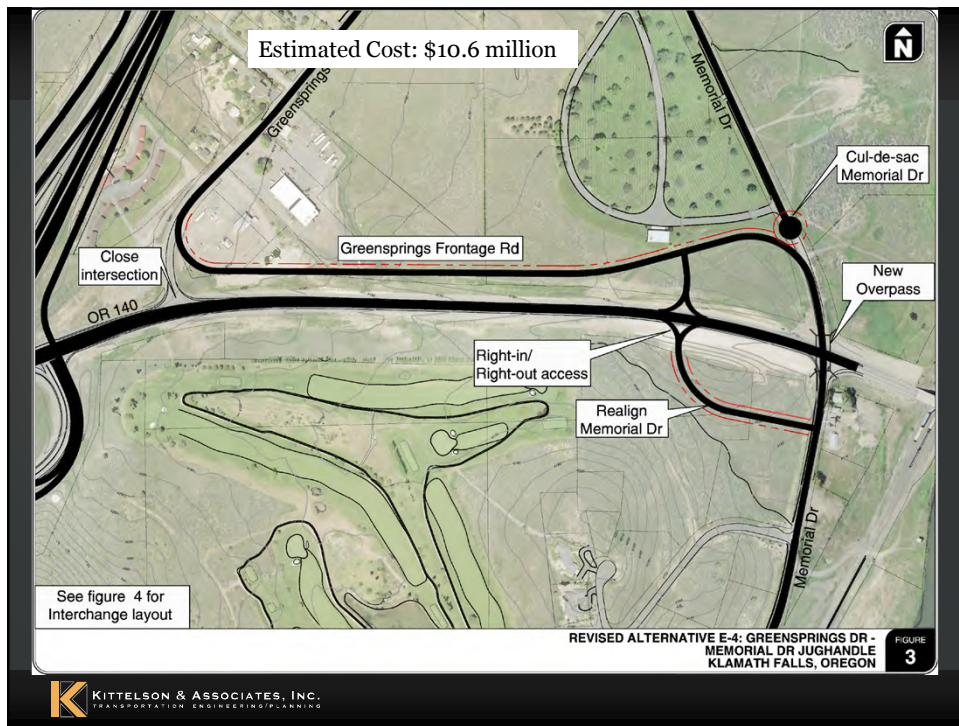 Estimated Cost: $10.6 million
N
Greensprings
Memorial Dr
Cul-de-sac
Memorial Dr
Greensprings Frontage Rd
Close
intersection
New
Overpass
OR 140
Right-in/
Right-out access
Realign
Memorial Dr
Memorial Dr
See figure 4 for
Interchange layout
REVISED ALTERNATIVE E-4: GREENSPRINGS DR -
MEMORIAL DR JUGHANDLE
KLAMATH FALLS, OREGON
FIGURE
3
KITTELSON & ASSOCIATES, INC.
TRANSPORTATION ENGINEERING/PLANNING